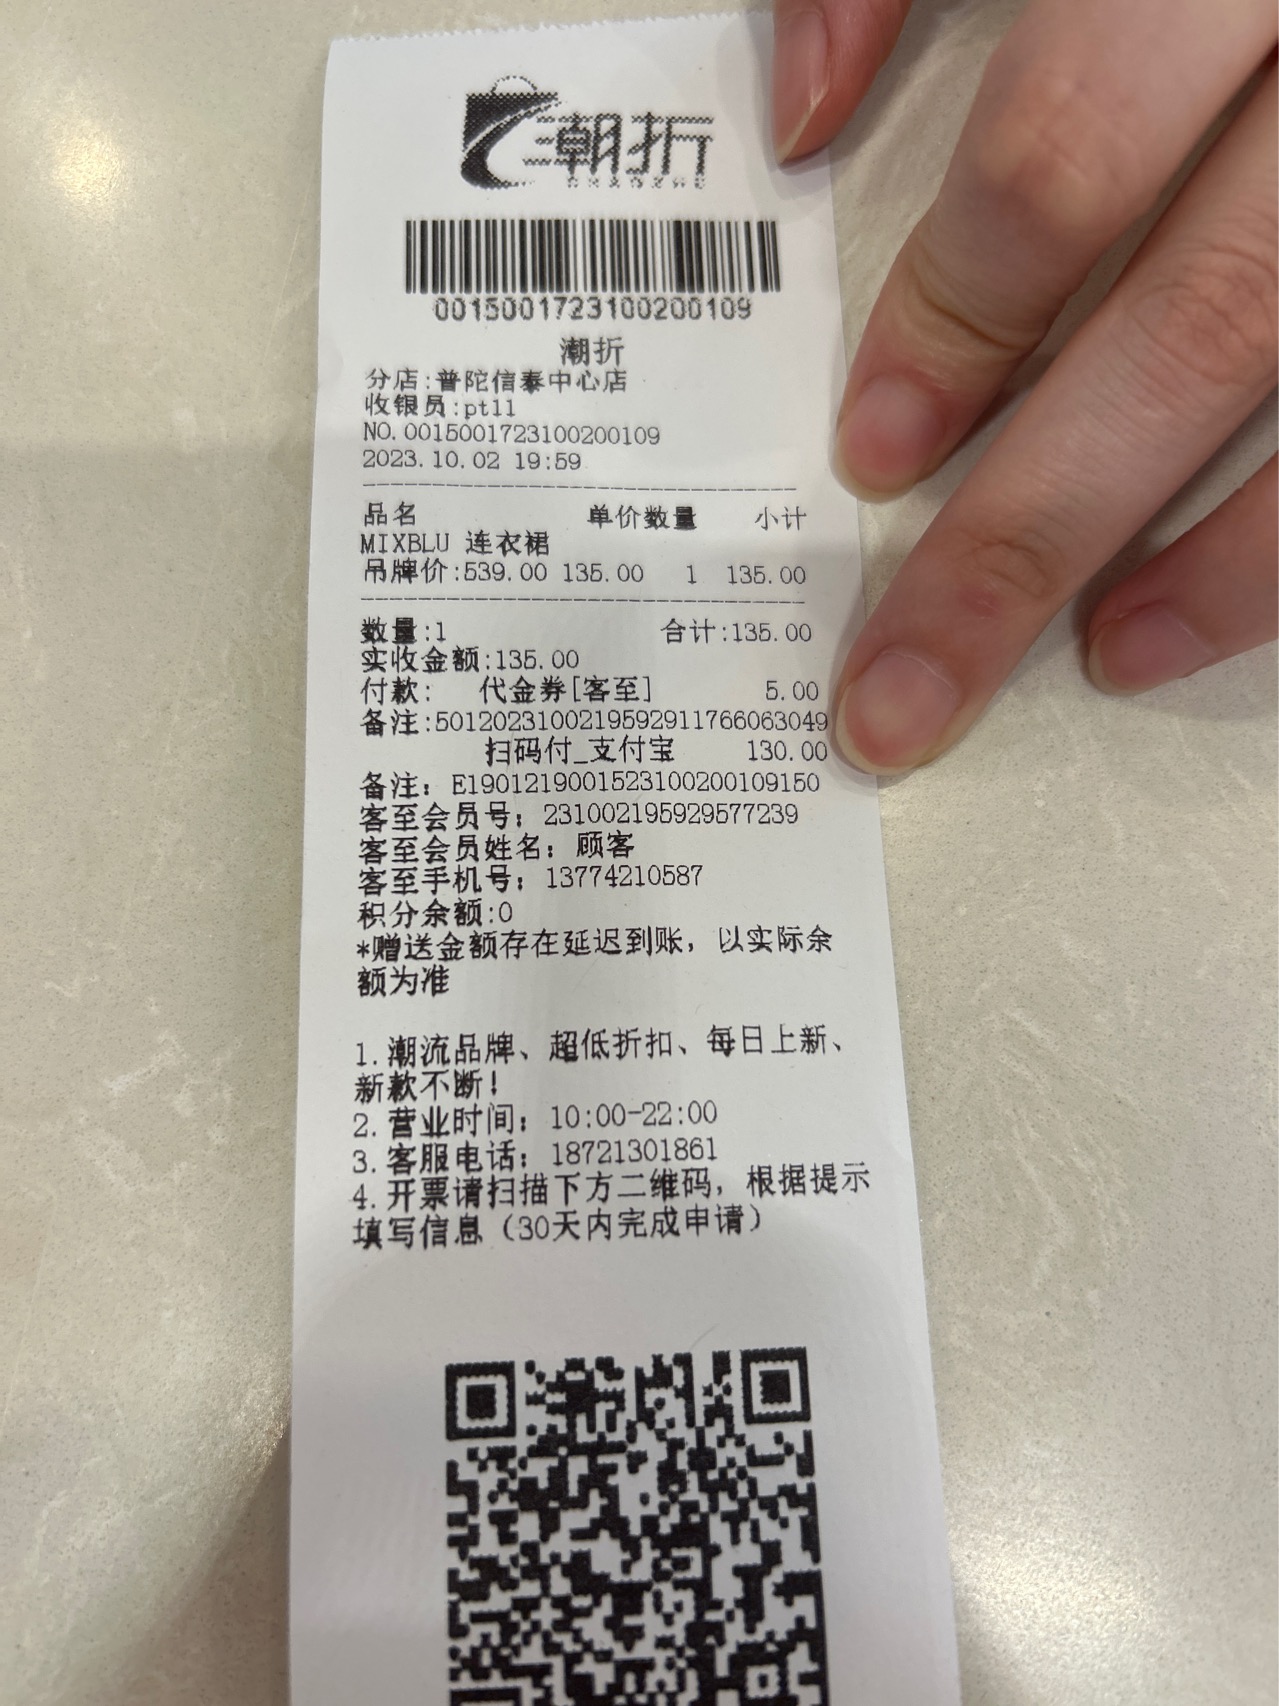 潮折
CHAOZHE
0015001723100200109
潮折
分店:普陀信泰中心店
收银员:pt11
NO.0015001723100200109
2023.10.02 19:59
品名 单价数量 小计
MIXBLU 连衣裙
吊牌价:539.00 135.00 1 135.00
数量:1 合计:135.00
实收金额:135.00
付款: 代金券[客至] 5.00
备注:5012023100219592911766063049
扫码付_支付宝 130.00
备注: E19012190015231002001​09150
客至会员号: 231002195929577239
客至会员姓名: 顾客
客至手机号: 13774210587
积分余额:0
*赠送金额存在延迟到账, 以实际余
额为准
1.潮流品牌、超低折扣、每日上新、
新款不断!
2.营业时间: 10:00-22:00
3.客服电话: 18721301861
4.开票请扫描下方二维码, 根据提示
填写信息(30天内完成申请)